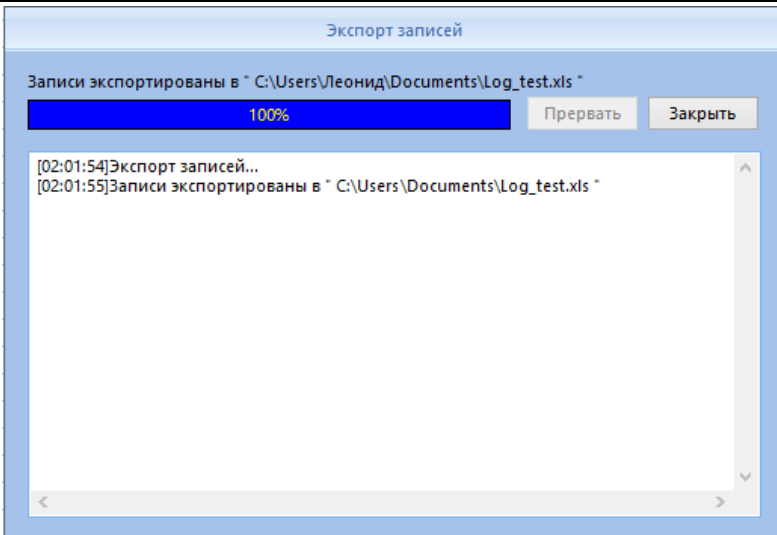 Экспорт записей
Записи экспортированы в " C:\Users\Леонид\Documents\Log_test.xls "
100%
Прервать
Закрыть
[02:01:54]Экспорт записей...
[02:01:55]Записи экспортированы в " C:\Users\Documents\Log_test.xls "